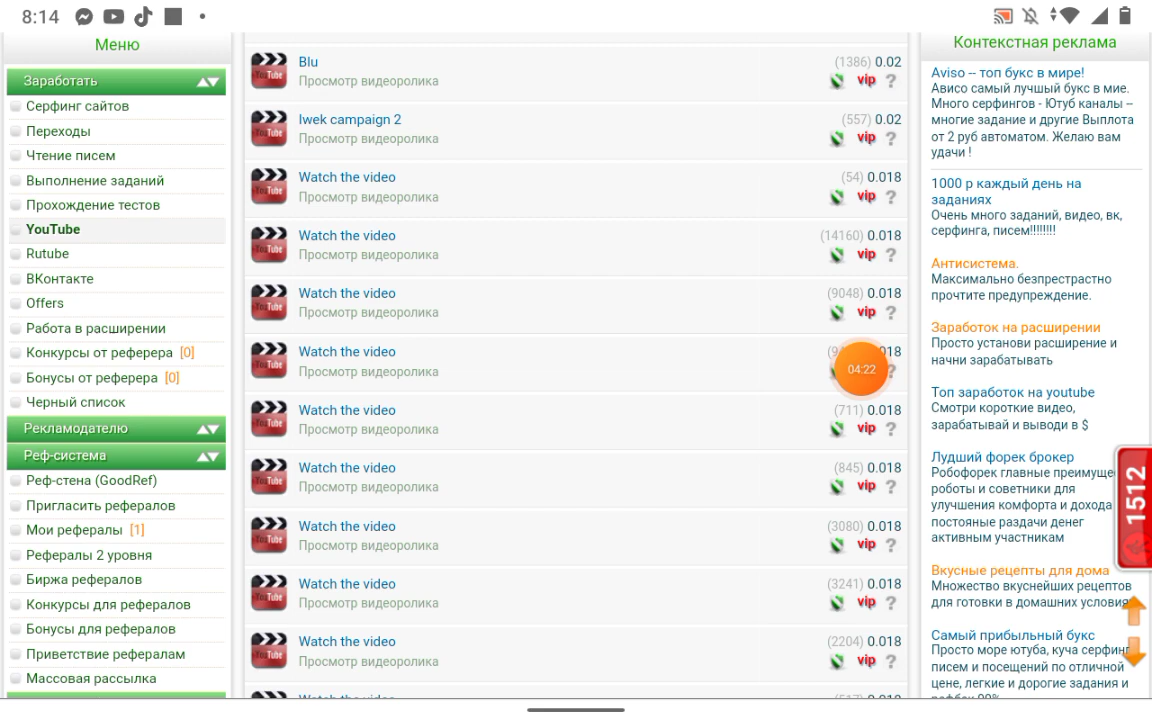 8:14
Меню
Заработать
Серфинг сайтов
Переходы
Чтение писем
Выполнение заданий
Прохождение тестов
YouTube
Rutube
ВКонтакте
Offers
Работа в расширении
Конкурсы от реферера [0]
Бонусы от реферера [0]
Черный список
Рекламодателю
Реф-система
Реф-стена (GoodRef)
Пригласить рефералов
Мои рефералы [1]
Рефералы 2 уровня
Биржа рефералов
Конкурсы для рефералов
Бонусы для рефералов
Приветствие рефералам
Массовая рассылка
Blu (1386) 0.02
Просмотр видеоролика vip ?
Iwek campaign 2 (557) 0.02
Просмотр видеоролика vip ?
Watch the video (54) 0.018
Просмотр видеоролика vip ?
Watch the video (14160) 0.018
Просмотр видеоролика vip ?
Watch the video (9048) 0.018
Просмотр видеоролика vip ?
Watch the video 18
Просмотр видеоролика ?
04:22
Watch the video (711) 0.018
Просмотр видеоролика vip ?
Watch the video (845) 0.018
Просмотр видеоролика vip ?
Watch the video (3080) 0.018
Просмотр видеоролика vip ?
Watch the video (3241) 0.018
Просмотр видеоролика vip ?
Watch the video (2204) 0.018
Просмотр видеоролика vip ?
Контекстная реклама
Aviso -- топ букс в мире!
Ависо самый лучшый букс в мие.
Много серфингов - Ютуб каналы –
многие задание и другие Выплота
от 2 руб автоматом. Желаю вам
удачи !
1000 р каждый день на
заданиях
Очень много заданий, видео, вк,
серфинга, писем!!!!!!!!
Антисистема.
Максимально безпрестрастно
прочтите предупреждение.
Заработок на расширении
Просто установи расширение и
начни зарабатывать
Топ заработок на youtube
Смотри короткие видео,
зарабатывай и выводи в $
Лудший форек брокер
Робофорек главные преимуще
роботы и советники для
улучшения комфорта и дохода
постояные раздачи денег
активным участникам
1512
Вкусные рецепты для дома
Множество вкуснейших рецептов
для готовки в домашних условия
Самый прибыльный букс
Просто море ютуба, куча серфинг
писем и посещений по отличной
цене, легкие и дорогие задания и